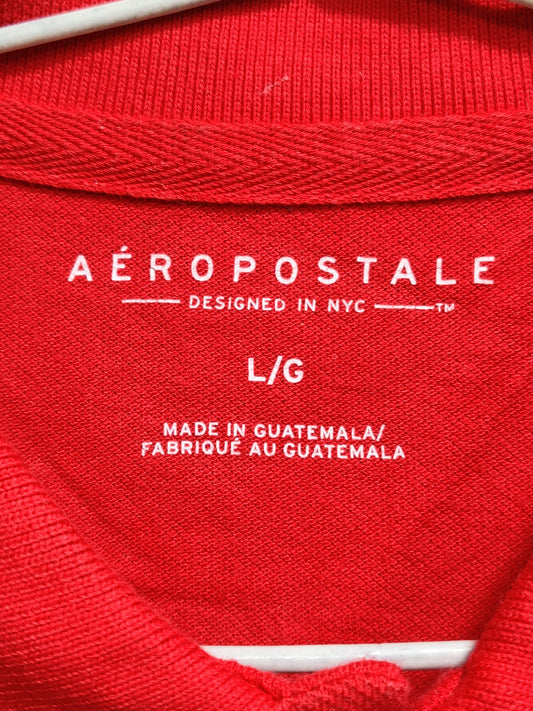 AÉROPOSTALE
DESIGNED IN NYC ™
L/G
MADE IN GUATEMALA/
FABRIQUÉ AU GUATEMALA